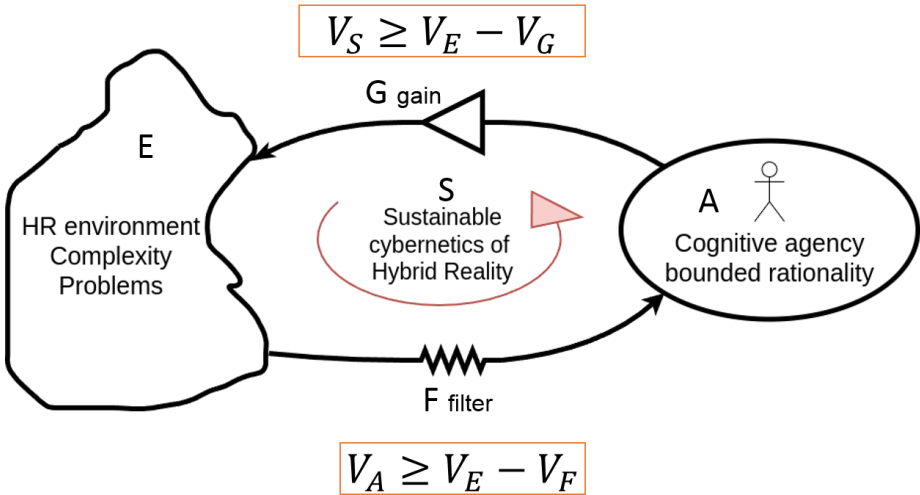 V_S ≥ V_E − V_G
G gain
E
HR environment
Complexity
Problems
S
Sustainable
cybernetics of
Hybrid Reality
A
Cognitive agency
bounded rationality
F filter
V_A ≥ V_E − V_F